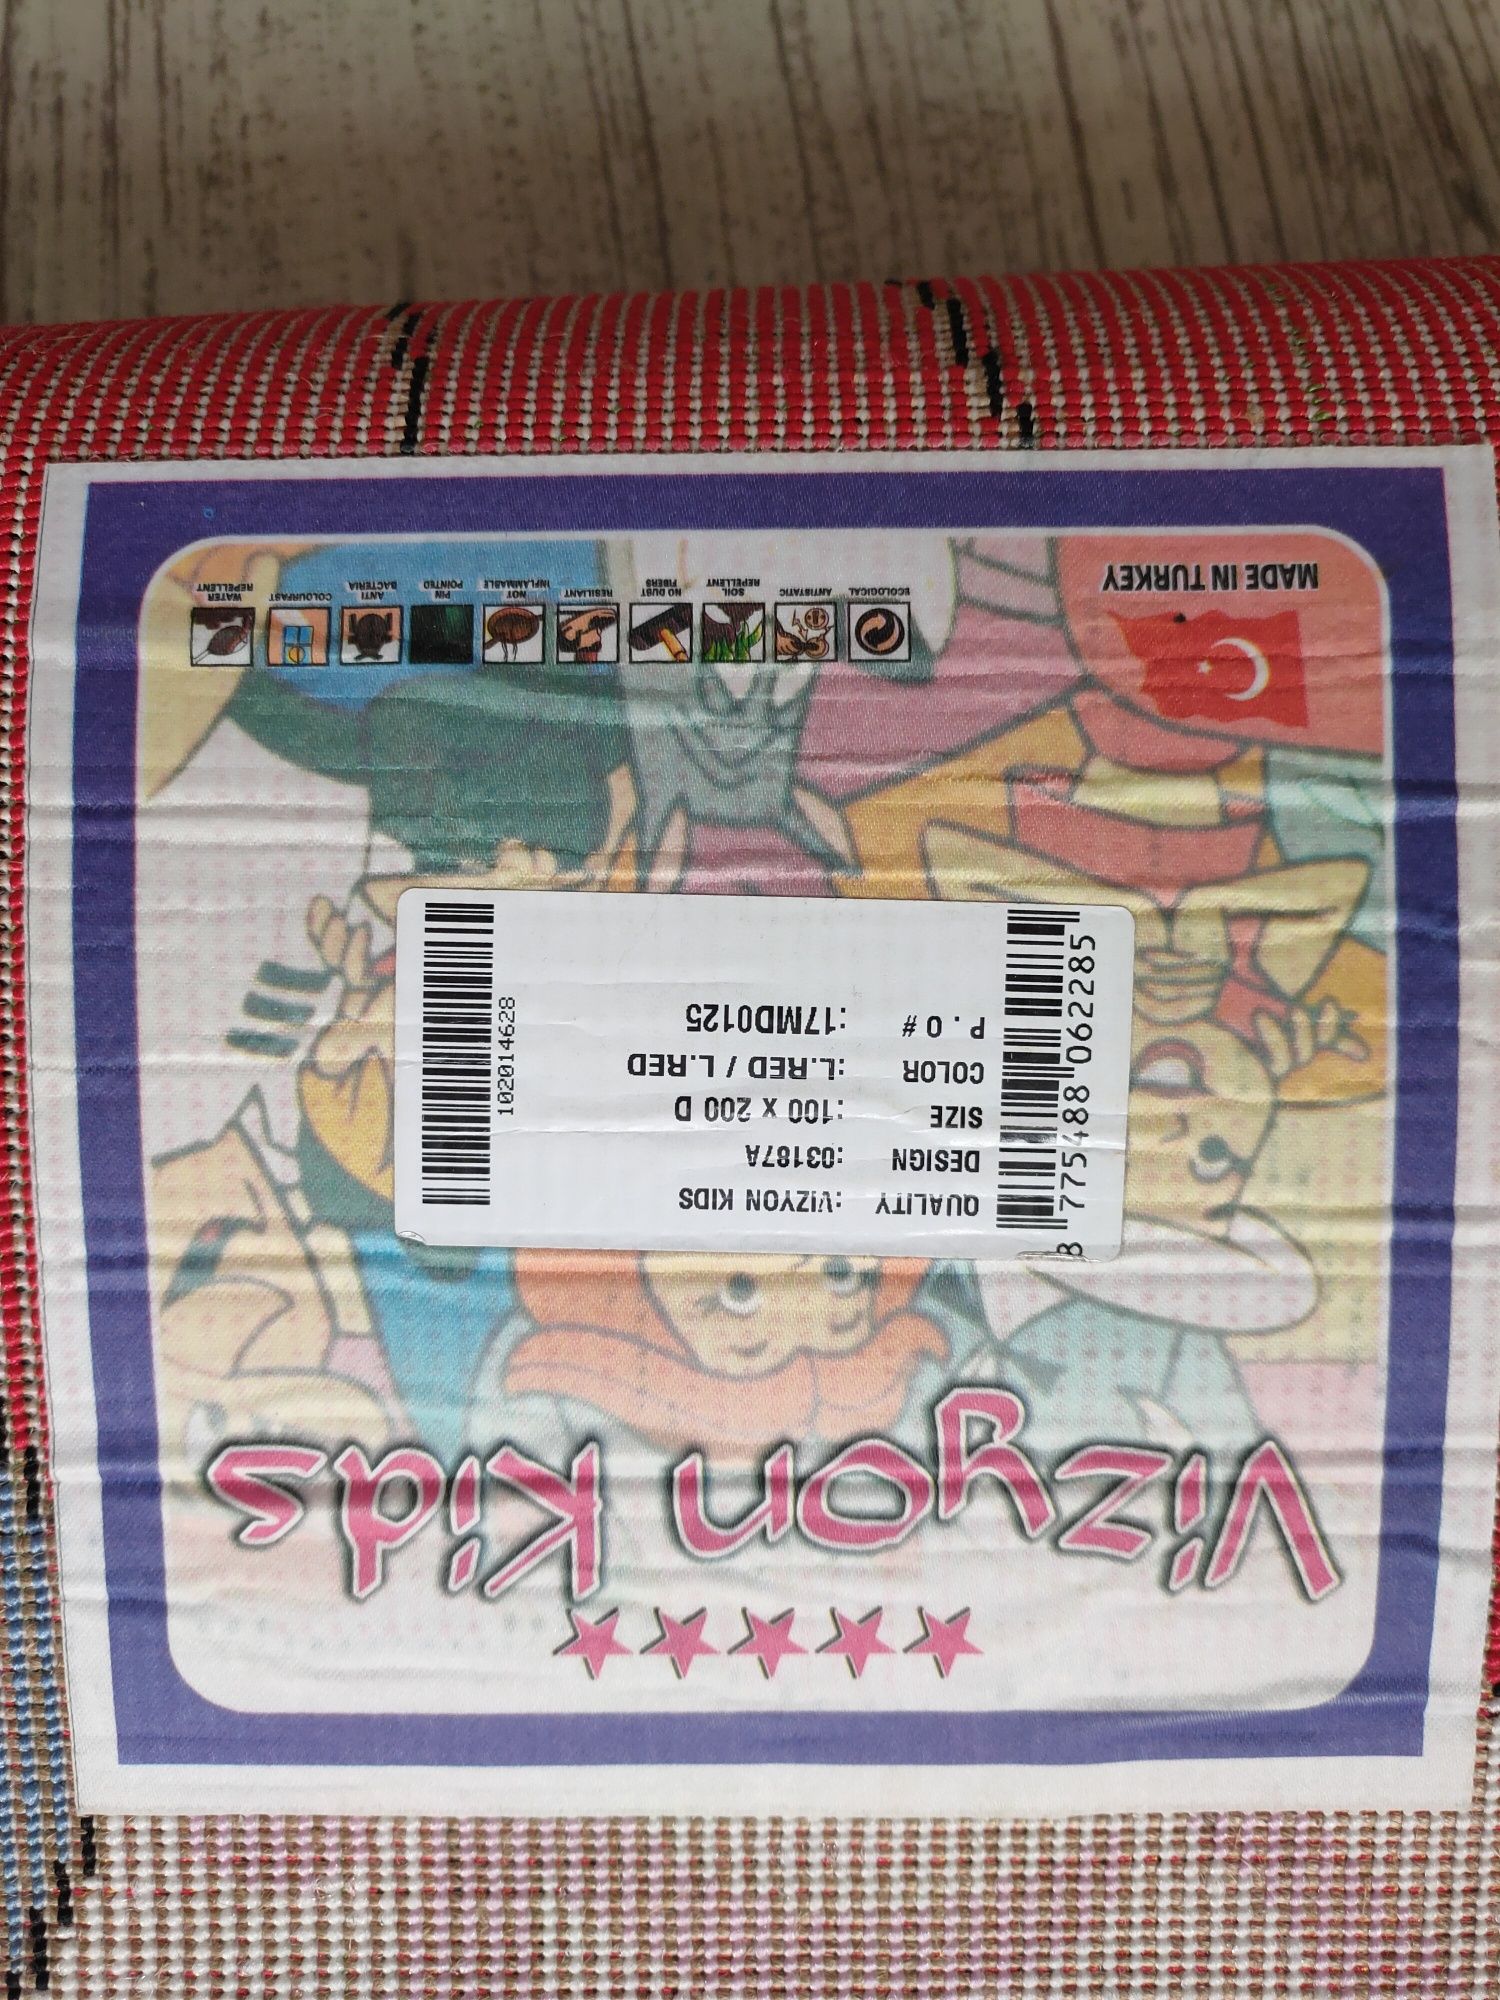 Vizyon Kids
QUALITY :VIZYON KIDS
DESIGN :03187A
SIZE :100 X 200 D
COLOR :L.RED / L.RED
P.O# :17MD0125
8 775488 062285
102014628
MADE IN TURKEY
ECOLOGICAL
ANTISTATIC
SOIL REPELLENT
NO DUST FIBERS
RESILIANT
NOT INFLAMMABLE
PIN POINTED
ANTI BACTERIA
COLOURFAST
WATER REPELLENT